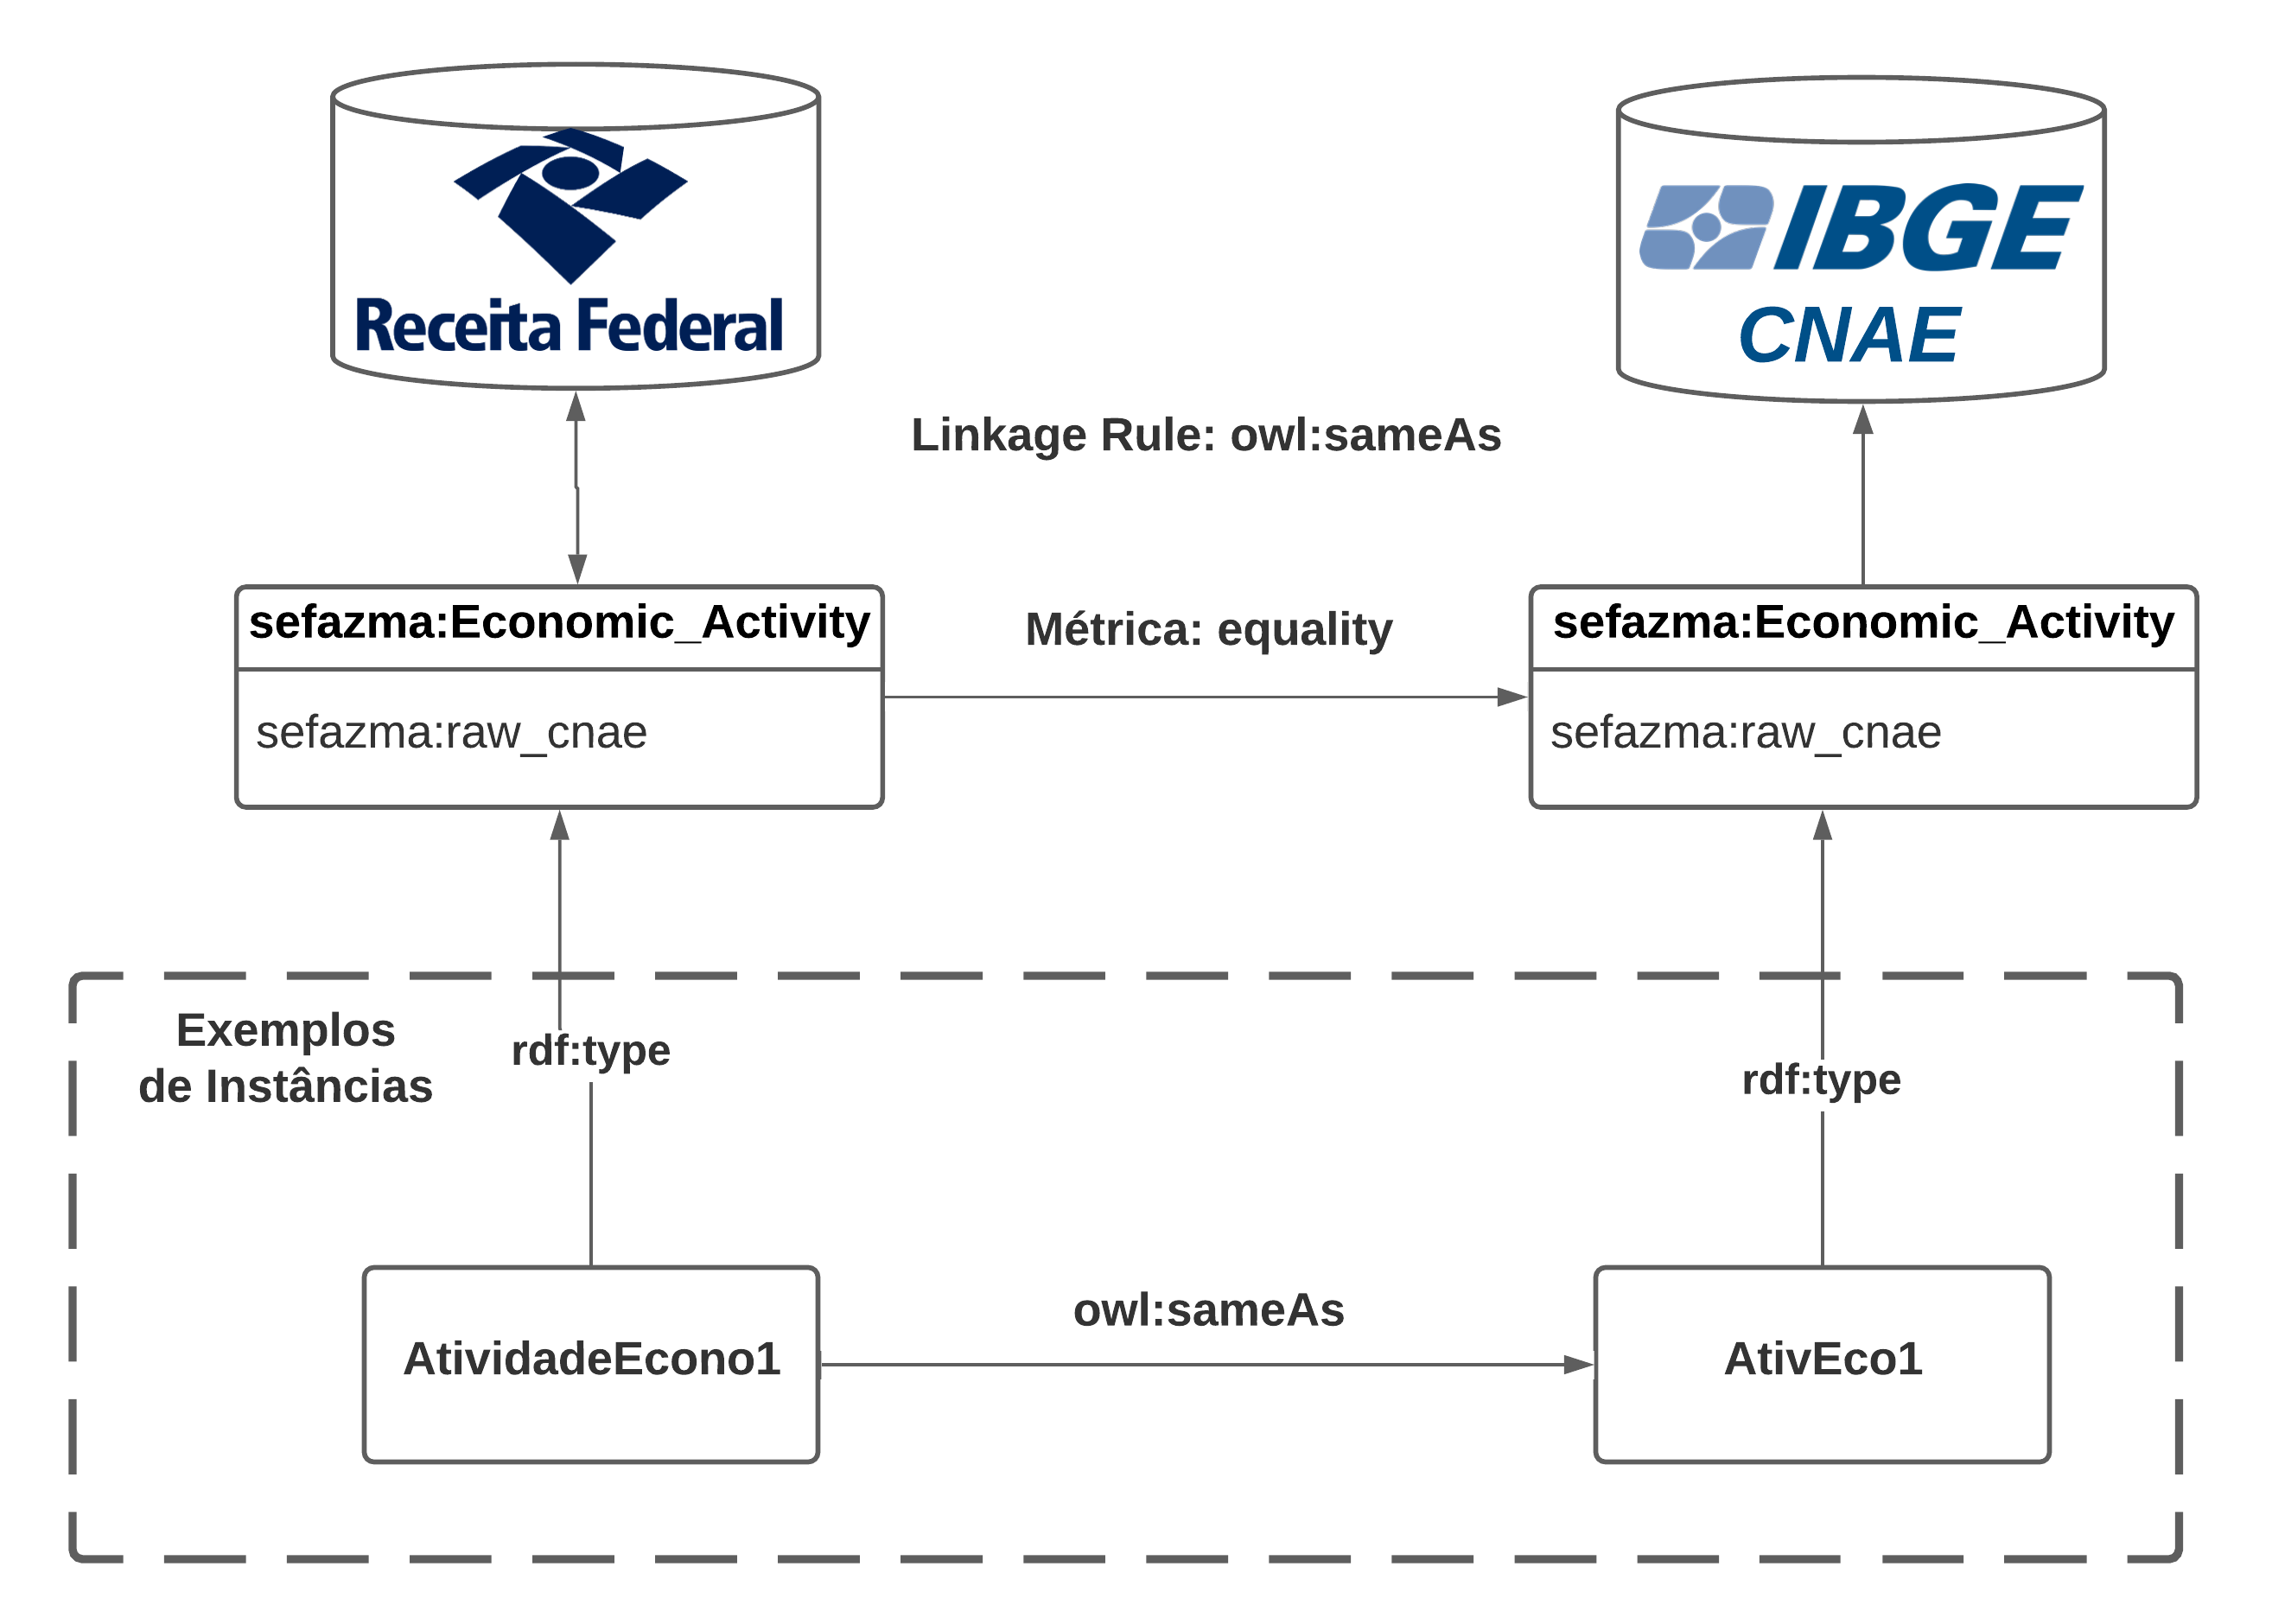 Receita Federal
IBGE
CNAE
Linkage Rule: owl:sameAs
sefazma:Economic_Activity
sefazma:raw_cnae
Métrica: equality
sefazma:Economic_Activity
sefazma:raw_cnae
Exemplos
de Instâncias
rdf:type
rdf:type
AtividadeEcono1
owl:sameAs
AtivEco1